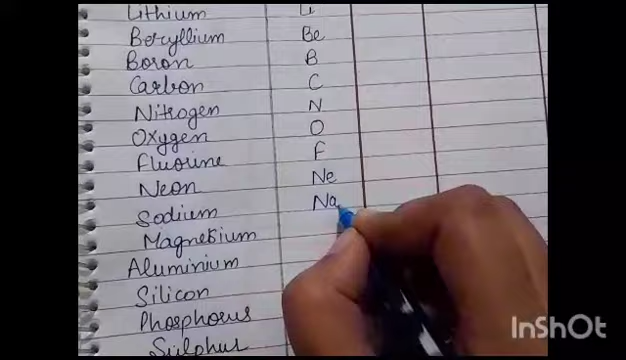 Lithium Li
Beryllium Be
Boron B
Carbon C
Nitrogen N
Oxygen O
Fluorine F
Neon Ne
Sodium Na
Magnesium
Aluminium
Silicon
Phosphorus
Sulphur
InShOt